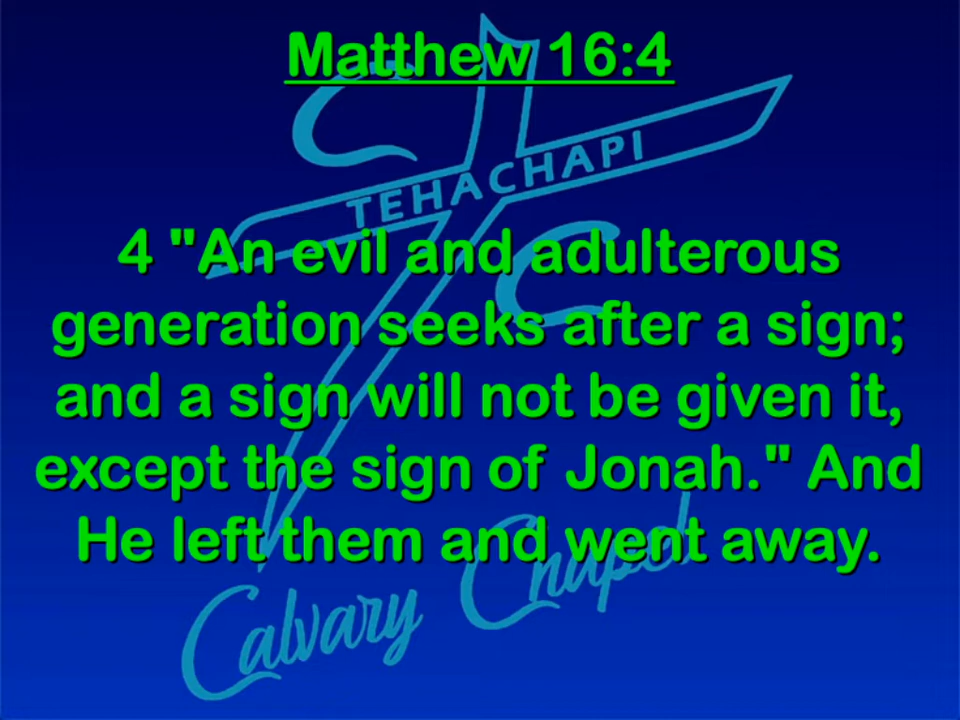 Matthew 16:4
TEHACHAPI
4 "An evil and adulterous
generation seeks after a sign;
and a sign will not be given it,
except the sign of Jonah." And
He left them and went away.
Calvary Chapel